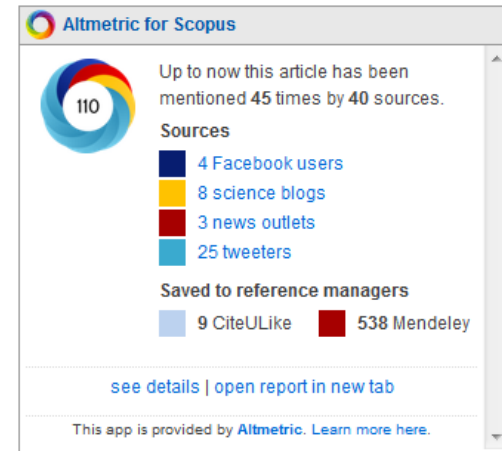 Altmetric for Scopus
110
Up to now this article has been
mentioned 45 times by 40 sources.
Sources
4 Facebook users
8 science blogs
3 news outlets
25 tweeters
Saved to reference managers
9 CiteULike 538 Mendeley
see details | open report in new tab
This app is provided by Altmetric. Learn more here.